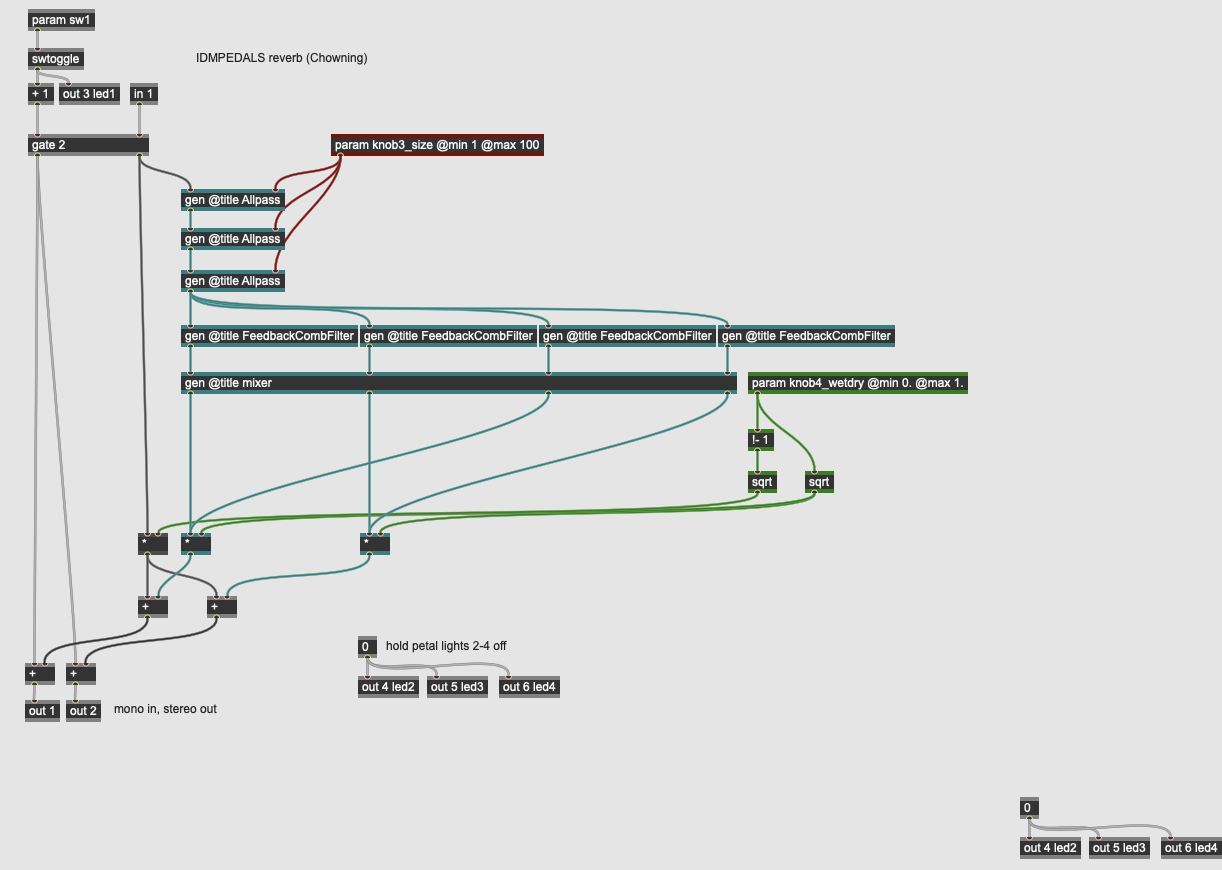 param sw1
swtoggle
IDMPEDALS reverb (Chowning)
+ 1
out 3 led1
in 1
gate 2
param knob3_size @min 1 @max 100
gen @title Allpass
gen @title Allpass
gen @title Allpass
gen @title FeedbackCombFilter
gen @title FeedbackCombFilter
gen @title FeedbackCombFilter
gen @title FeedbackCombFilter
gen @title mixer
param knob4_wetdry @min 0. @max 1.
!- 1
sqrt
sqrt
*
*
*
+
+
0
hold petal lights 2-4 off
+
+
out 4 led2
out 5 led3
out 6 led4
out 1
out 2
mono in, stereo out
0
out 4 led2
out 5 led3
out 6 led4